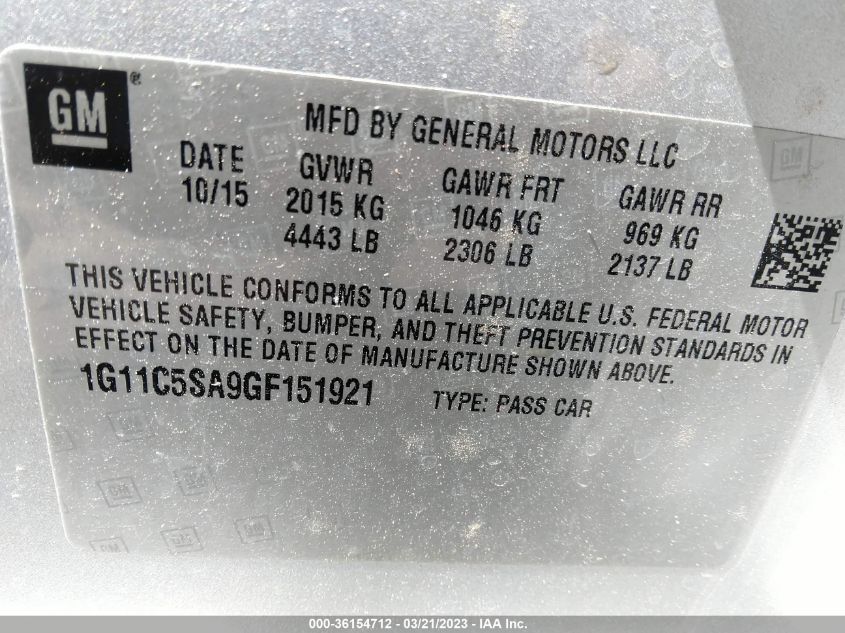 GM ®
MFD BY GENERAL MOTORS LLC
DATE GVWR GAWR FRT GAWR RR
10/15 2015 KG 1046 KG 969 KG
4443 LB 2306 LB 2137 LB
THIS VEHICLE CONFORMS TO ALL APPLICABLE U.S. FEDERAL MOTOR
VEHICLE SAFETY, BUMPER, AND THEFT PREVENTION STANDARDS IN
EFFECT ON THE DATE OF MANUFACTURE SHOWN ABOVE.
1G11C5SA9GF151921 TYPE: PASS CAR
000-36154712 - 03/21/2023 - IAA Inc.